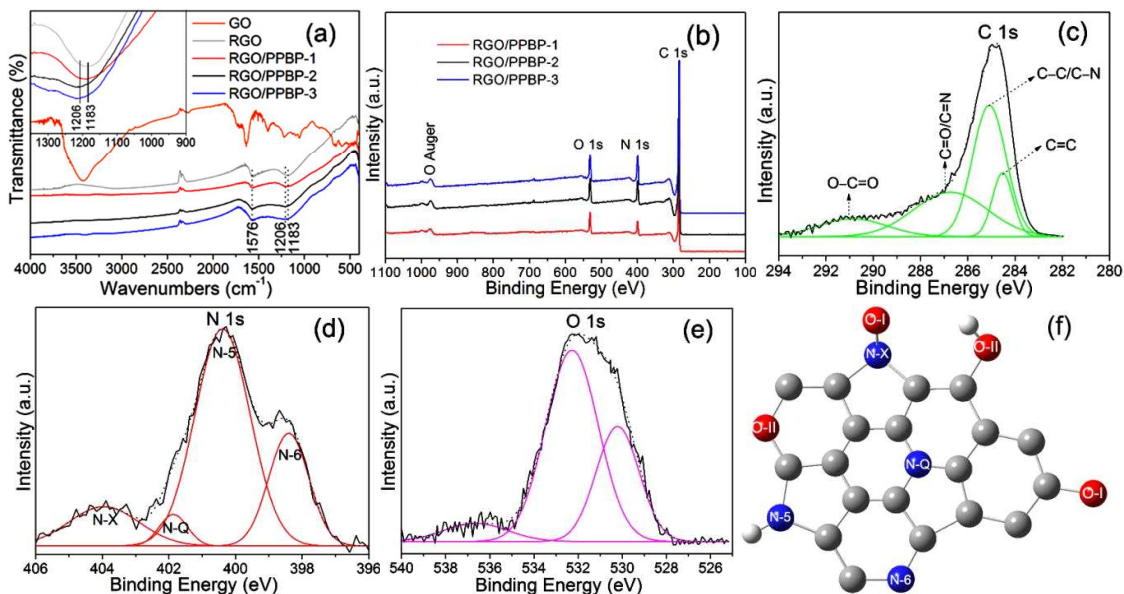 (a)
GO
RGO
RGO/PPBP-1
RGO/PPBP-2
RGO/PPBP-3
1206
1183
1300 1200 1100 1000 900
1576
1206
1183
4000 3500 3000 2500 2000 1500 1000 500
Wavenumbers (cm-1)
Transmittance (%)
(b)
RGO/PPBP-1
RGO/PPBP-2
RGO/PPBP-3
C 1s
O Auger
O 1s
N 1s
1100 1000 900 800 700 600 500 400 300 200 100
Binding Energy (eV)
Intensity (a.u.)
(c)
C 1s
C–C/C–N
C=O/C=N
C=C
O–C=O
294 292 290 288 286 284 282 280
Binding Energy (eV)
Intensity (a.u.)
(d)
N 1s
N-5
N-6
N-X
N-Q
406 404 402 400 398 396
Binding Energy (eV)
Intensity (a.u.)
(e)
O 1s
540 538 536 534 532 530 528 526
Binding Energy (eV)
Intensity (a.u.)
(f)
O-I
N-X
O-II
O-II
N-Q
O-I
N-5
N-6